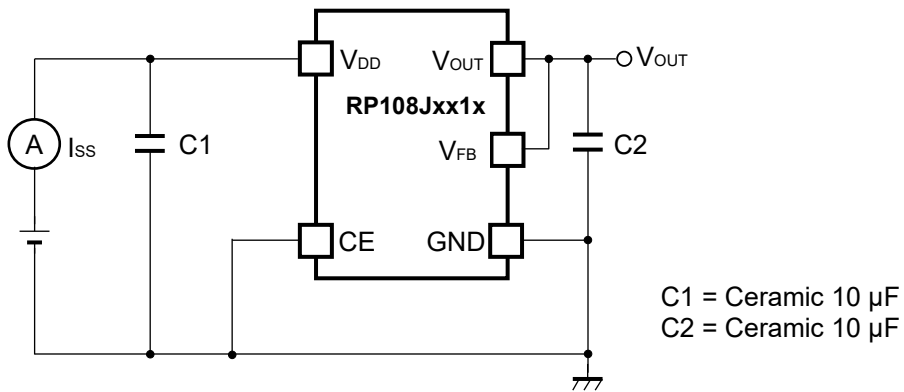 VDD
VOUT
VOUT
RP108Jxx1x
A
ISS
C1
VFB
C2
CE
GND
C1 = Ceramic 10 µF
C2 = Ceramic 10 µF